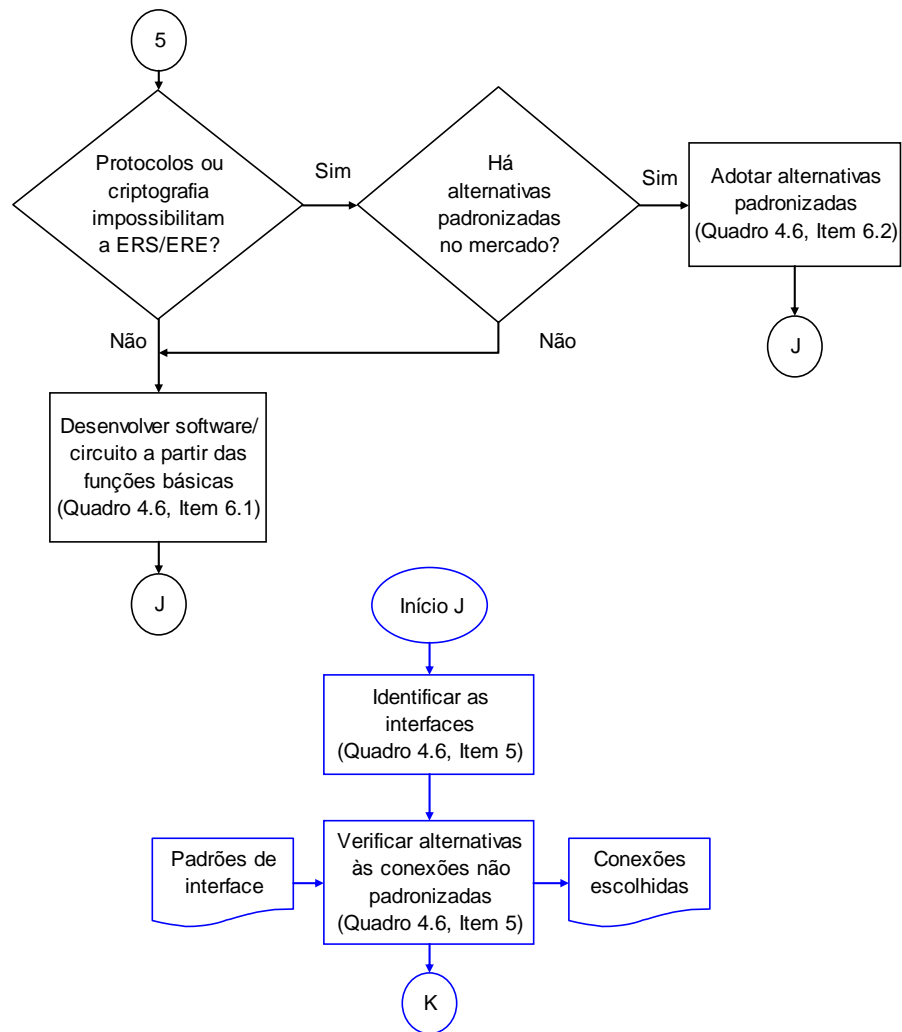 5
Protocolos ou
criptografia
impossibilitam
a ERS/ERE?
Sim
Há
alternativas
padronizadas
no mercado?
Sim
Adotar alternativas
padronizadas
(Quadro 4.6, Item 6.2)
Não
Não
J
Desenvolver software/
circuito a partir das
funções básicas
(Quadro 4.6, Item 6.1)
J
Início J
Identificar as
interfaces
(Quadro 4.6, Item 5)
Padrões de
interface
Verificar alternativas
às conexões não
padronizadas
(Quadro 4.6, Item 5)
Conexões
escolhidas
K